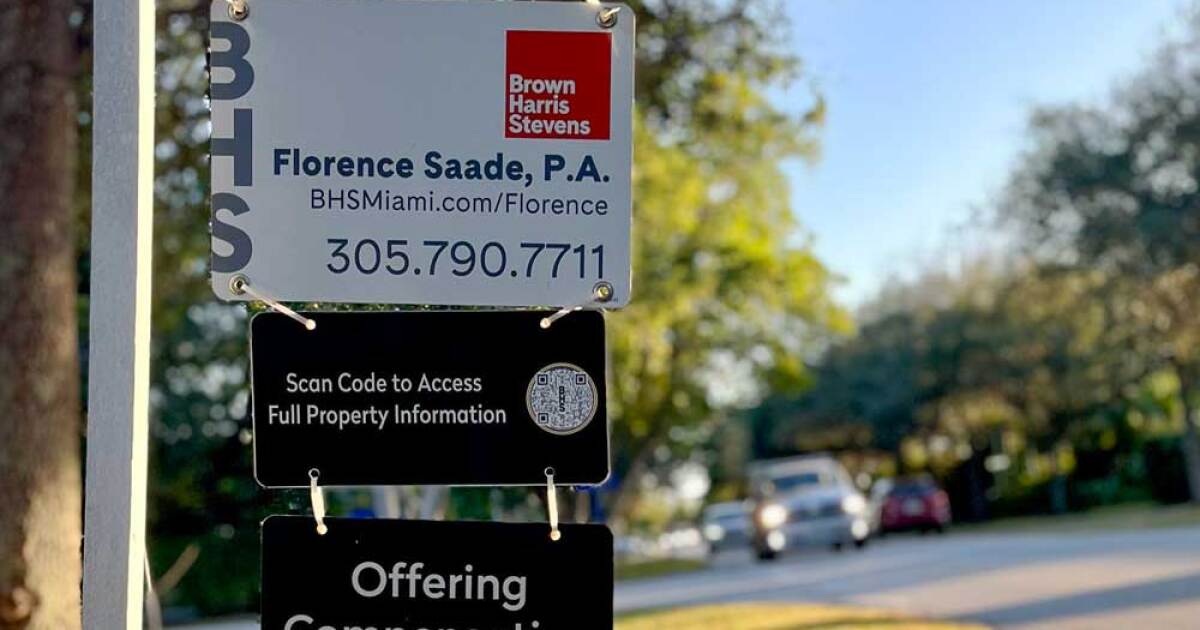 BHS
Brown
Harris
Stevens
Florence Saade, P.A.
BHSMiami.com/Florence
305.790.7711
Scan Code to Access
Full Property Information
BHS
Offering